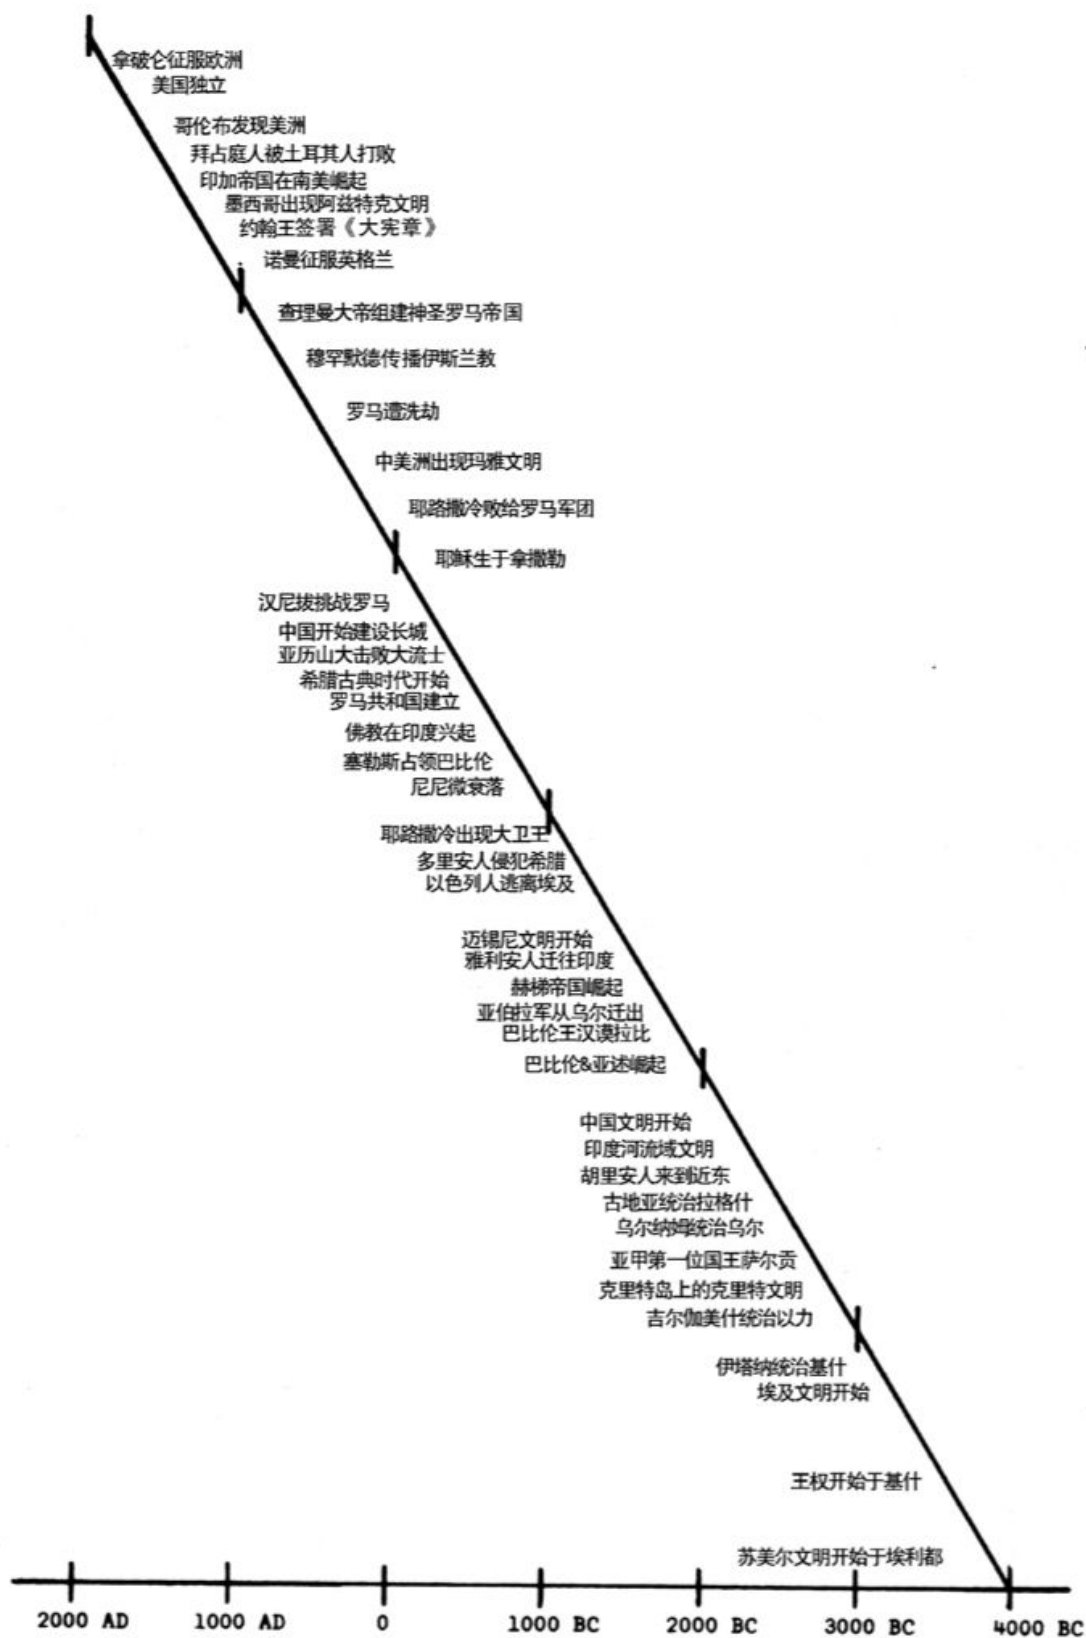 拿破仑征服欧洲
美国独立
哥伦布发现美洲
拜占庭人被土耳其人打败
印加帝国在南美崛起
墨西哥出现阿兹特克文明
约翰王签署《大宪章》
诺曼征服英格兰
查理曼大帝组建神圣罗马帝国
穆罕默德传播伊斯兰教
罗马遭洗劫
中美洲出现玛雅文明
耶路撒冷败给罗马军团
耶稣生于拿撒勒
汉尼拔挑战罗马
中国开始建设长城
亚历山大击败大流士
希腊古典时代开始
罗马共和国建立
佛教在印度兴起
塞勒斯占领巴比伦
尼尼微衰落
耶路撒冷出现大卫王
多里安人侵犯希腊
以色列人逃离埃及
迈锡尼文明开始
雅利安人迁往印度
赫梯帝国崛起
亚伯拉军从乌尔迁出
巴比伦王汉谟拉比
巴比伦&亚述崛起
中国文明开始
印度河流域文明
胡里安人来到近东
古地亚统治拉格什
乌尔纳姆统治乌尔
亚甲第一位国王萨尔贡
克里特岛上的克里特文明
吉尔伽美什统治以力
伊塔纳统治基什
埃及文明开始
王权开始于基什
苏美尔文明开始于埃利都
2000 AD 1000 AD 0 1000 BC 2000 BC 3000 BC 4000 BC